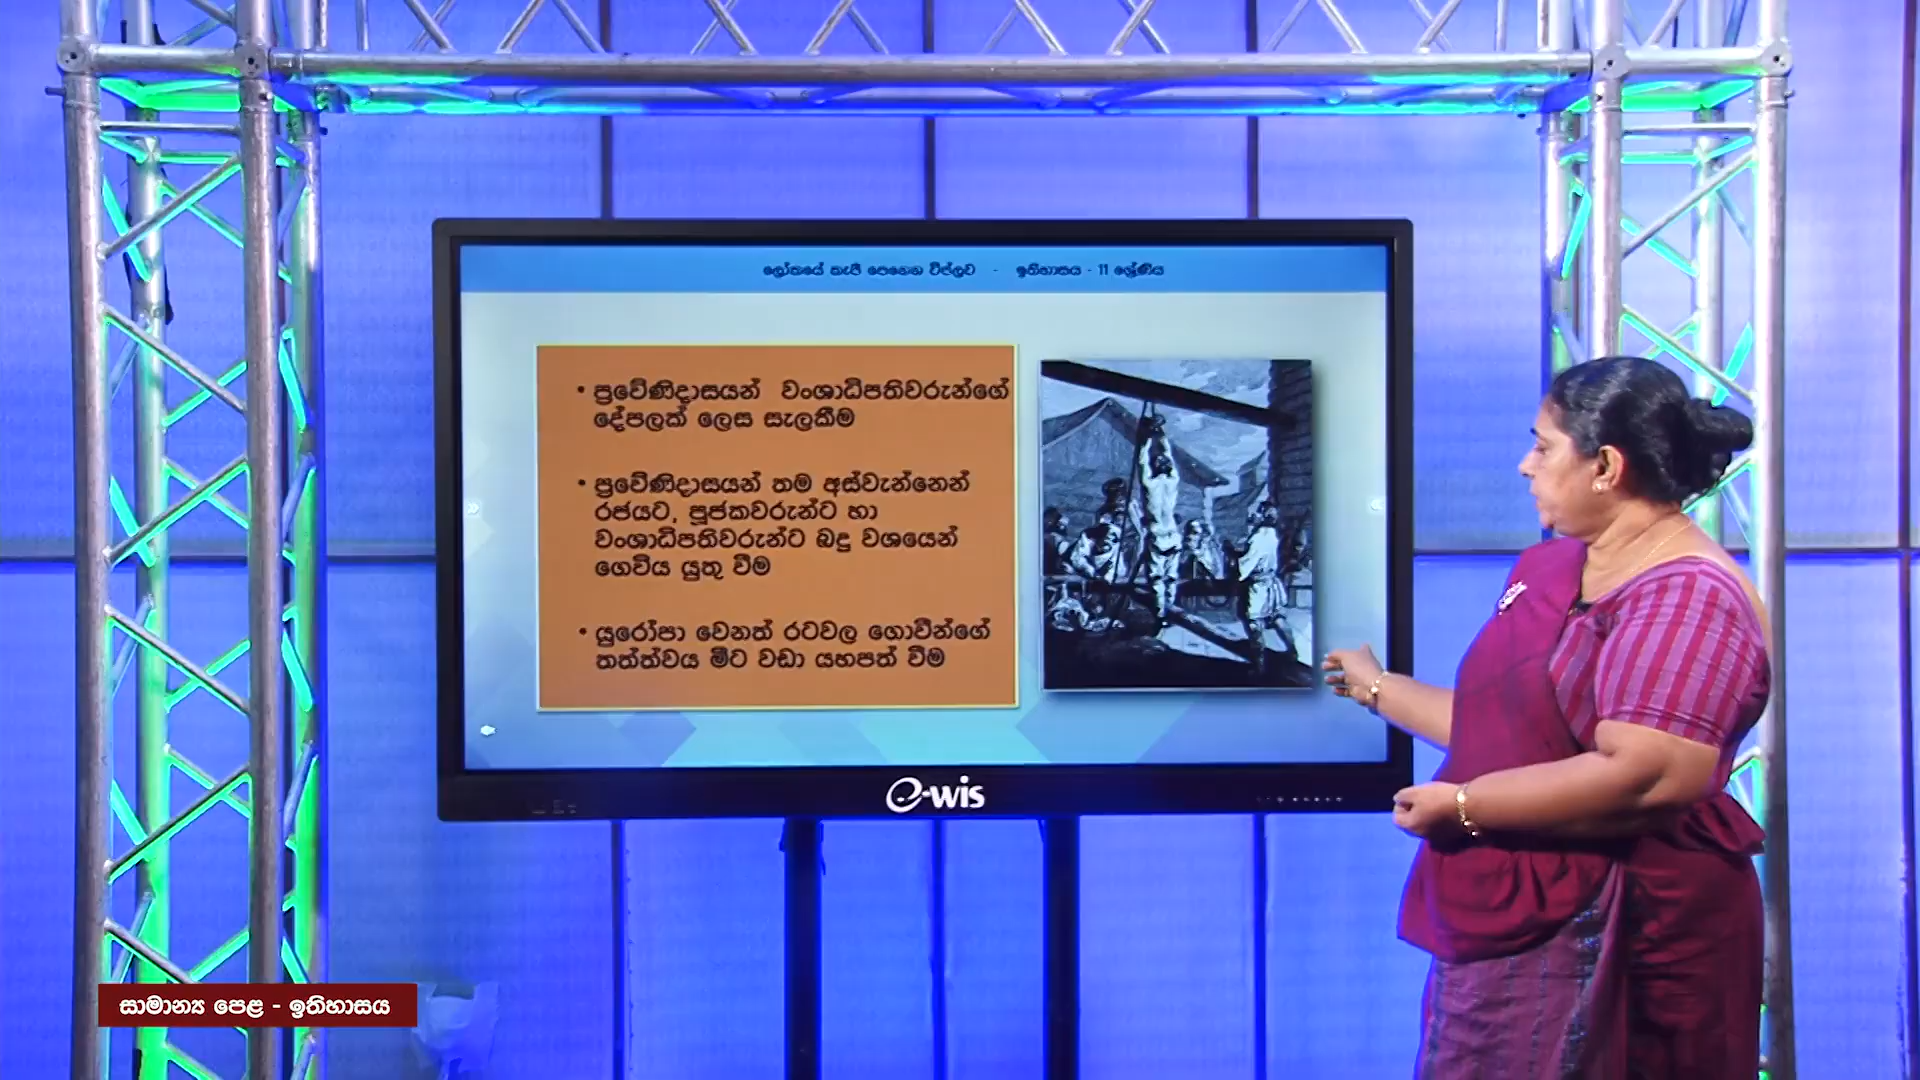 ලෝකයේ කැපී පෙනෙන විප්ලව - ඉතිහාසය - 11 ශ්‍රේණිය
• ප්‍රවේණිදාසයන් වංශාධිපතිවරුන්ගේ
දේපලක් ලෙස සැලකීම
• ප්‍රවේණිදාසයන් තම අස්වැන්නෙන්
රජයට, පූජකවරුන්ට හා
වංශාධිපතිවරුන්ට බදු වශයෙන්
ගෙවිය යුතු වීම
• යුරෝපා වෙනත් රටවල ගොවීන්ගේ
තත්ත්වය මීට වඩා යහපත් වීම
e-wis
සාමාන්‍ය පෙළ - ඉතිහාසය